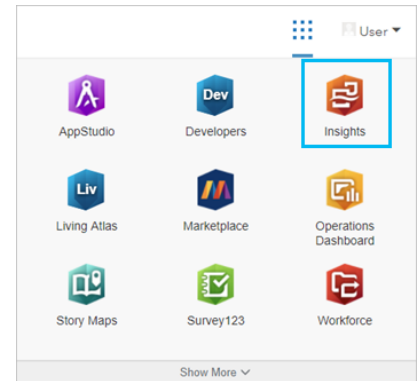 User
Dev
AppStudio Developers Insights
Liv
Living Atlas Marketplace Operations
Dashboard
Story Maps Survey123 Workforce
Show More